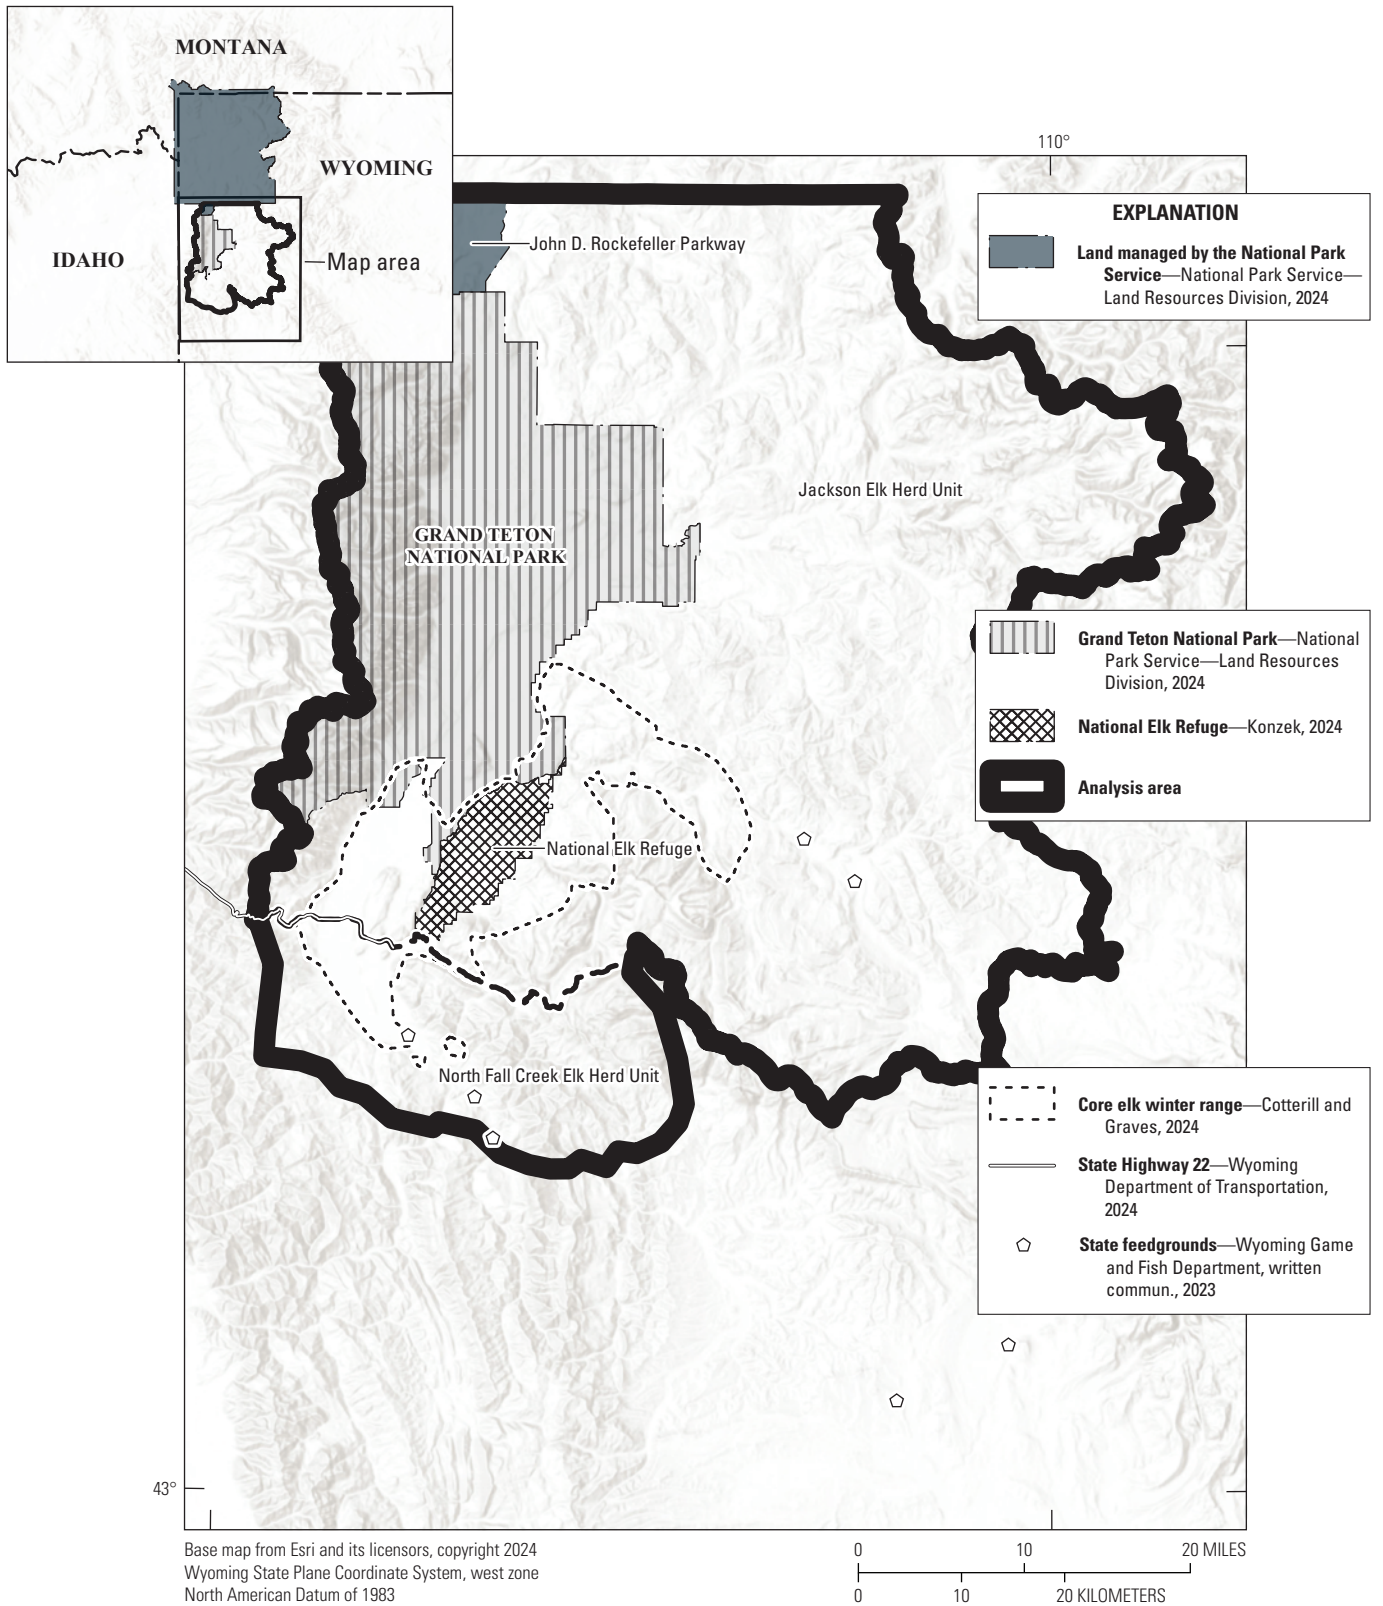 MONTANA
WYOMING
IDAHO
Map area
110°
EXPLANATION
Land managed by the National Park
Service—National Park Service—
Land Resources Division, 2024
John D. Rockefeller Parkway
Jackson Elk Herd Unit
GRAND TETON
NATIONAL PARK
Grand Teton National Park—National
Park Service—Land Resources
Division, 2024
National Elk Refuge—Konzek, 2024
Analysis area
National Elk Refuge
North Fall Creek Elk Herd Unit
Core elk winter range—Cotterill and
Graves, 2024
State Highway 22—Wyoming
Department of Transportation,
2024
State feedgrounds—Wyoming Game
and Fish Department, written
commun., 2023
43°
Base map from Esri and its licensors, copyright 2024
Wyoming State Plane Coordinate System, west zone
North American Datum of 1983
0 10 20 MILES
0 10 20 KILOMETERS